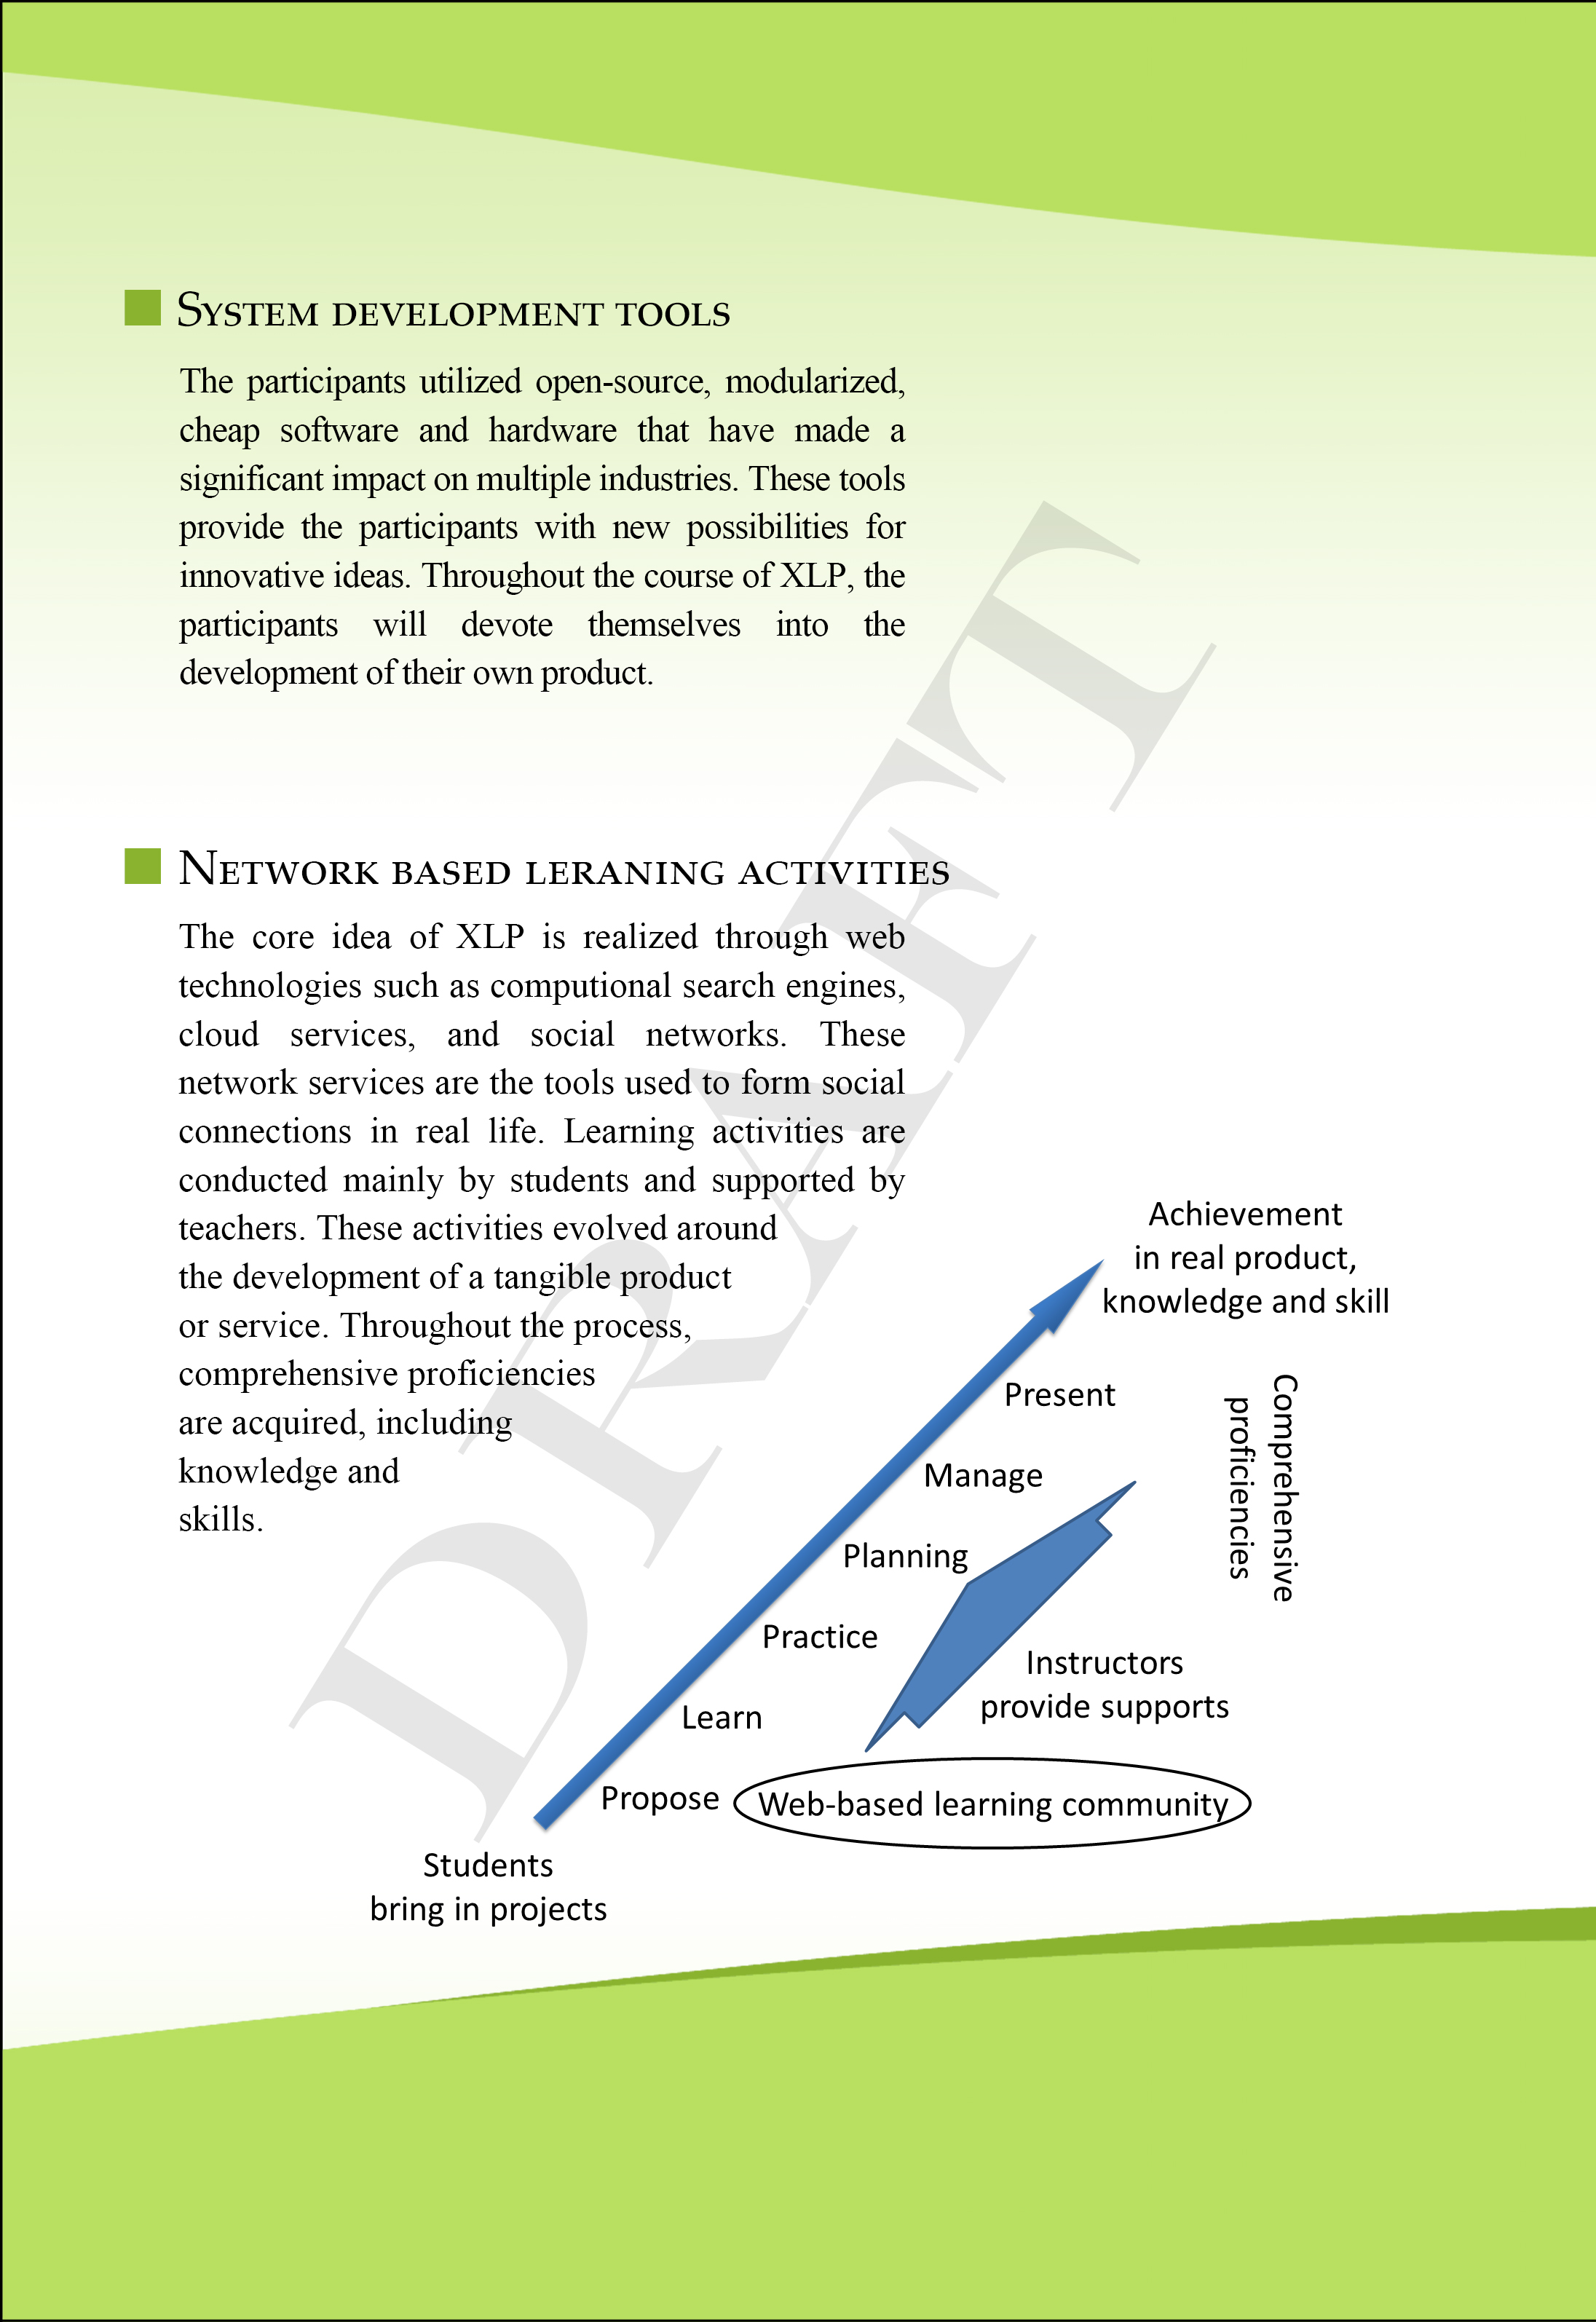 SYSTEM DEVELOPMENT TOOLS
The participants utilized open-source, modularized,
cheap software and hardware that have made a
significant impact on multiple industries. These tools
provide the participants with new possibilities for
innovative ideas. Throughout the course of XLP, the
participants will devote themselves into the
development of their own product.
NETWORK BASED LERANING ACTIVITIES
The core idea of XLP is realized through web
technologies such as computional search engines,
cloud services, and social networks. These
network services are the tools used to form social
connections in real life. Learning activities are
conducted mainly by students and supported by
teachers. These activities evolved around
the development of a tangible product
or service. Throughout the process,
comprehensive proficiencies
are acquired, including
knowledge and
skills.
Achievement
in real product,
knowledge and skill
Present
Manage
Planning
Practice
Learn
Propose
Comprehensive
proficiencies
Instructors
provide supports
Web-based learning community
Students
bring in projects
DRAFT